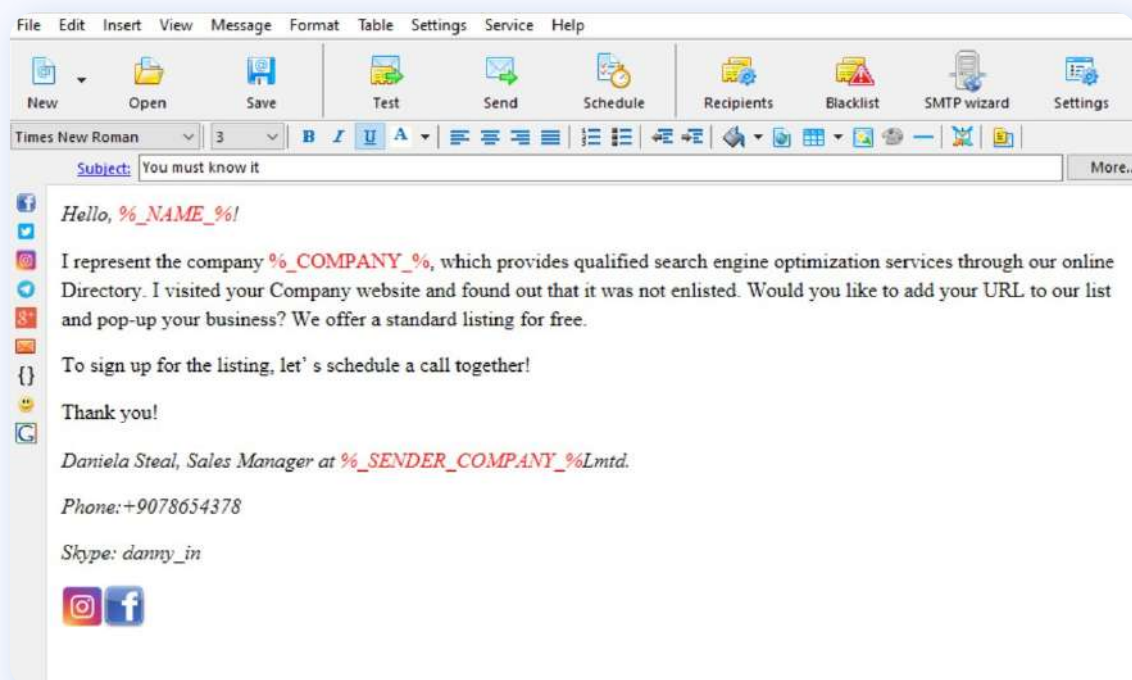 File Edit Insert View Message Format Table Settings Service Help
New Open Save Test Send Schedule Recipients Blacklist SMTP wizard Settings
Times New Roman 3 B I U A
Subject: You must know it More..
Hello, %_NAME_%!
I represent the company %_COMPANY_%, which provides qualified search engine optimization services through our online
Directory. I visited your Company website and found out that it was not enlisted. Would you like to add your URL to our list
and pop-up your business? We offer a standard listing for free.
To sign up for the listing, let’ s schedule a call together!
{}
Thank you!
G
Daniela Steal, Sales Manager at %_SENDER_COMPANY_%Lmtd.
Phone:+9078654378
Skype: danny_in